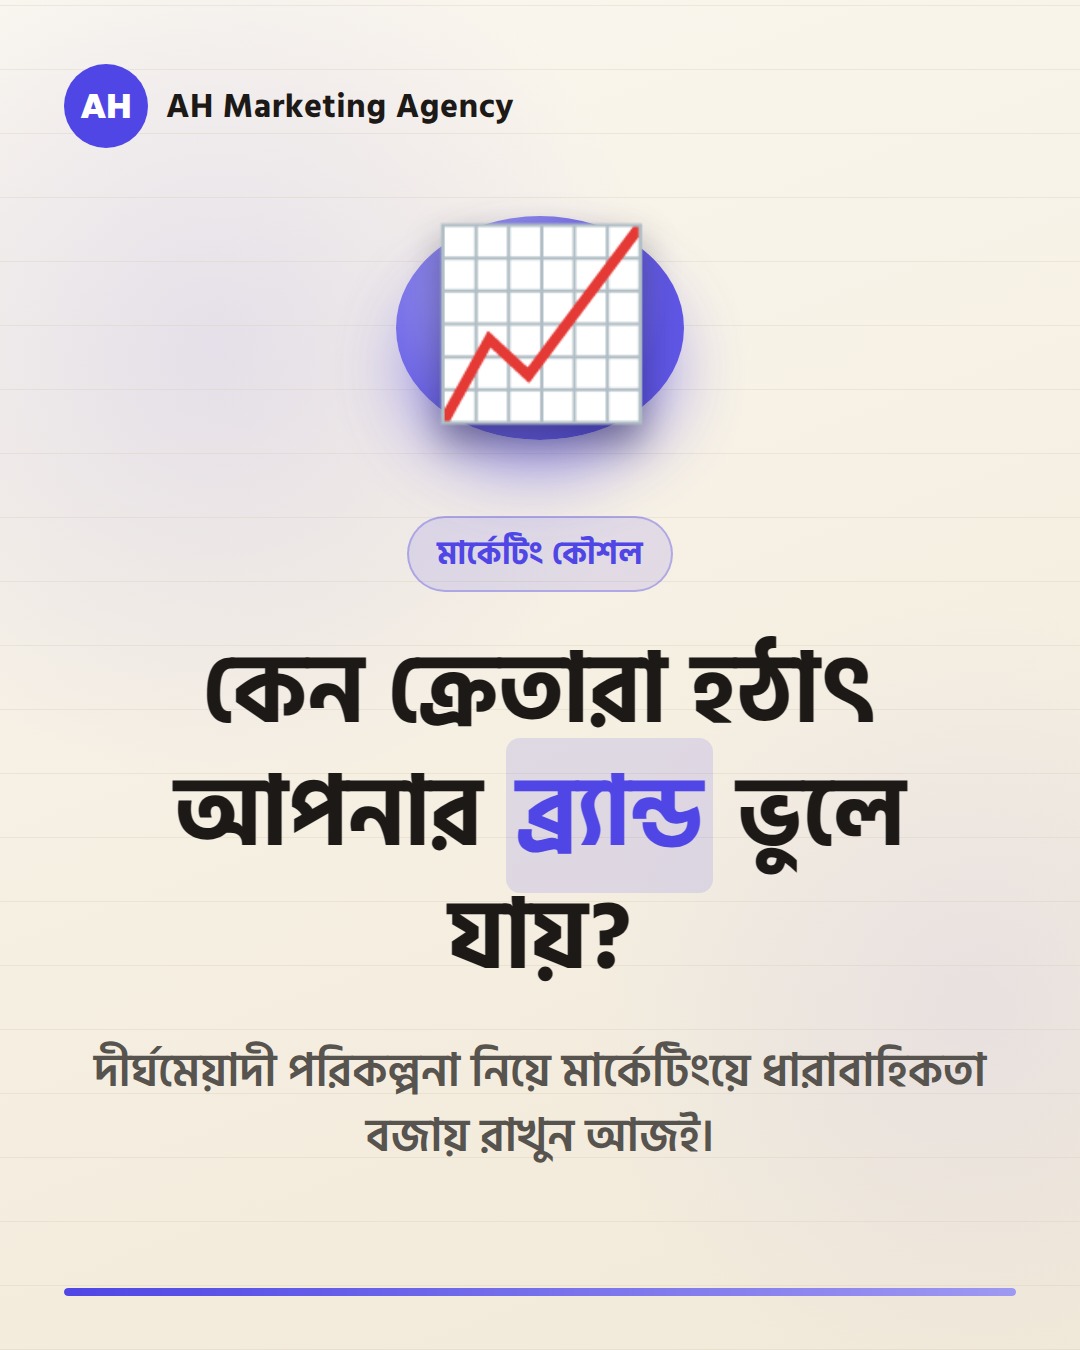 AH
AH Marketing Agency
মার্কেটিং কৌশল
কেন ক্রেতারা হঠাৎ
আপনার ব্র্যান্ড ভুলে
যায়?
দীর্ঘমেয়াদী পরিকল্পনা নিয়ে মার্কেটিংয়ে ধারাবাহিকতা
বজায় রাখুন আজই।